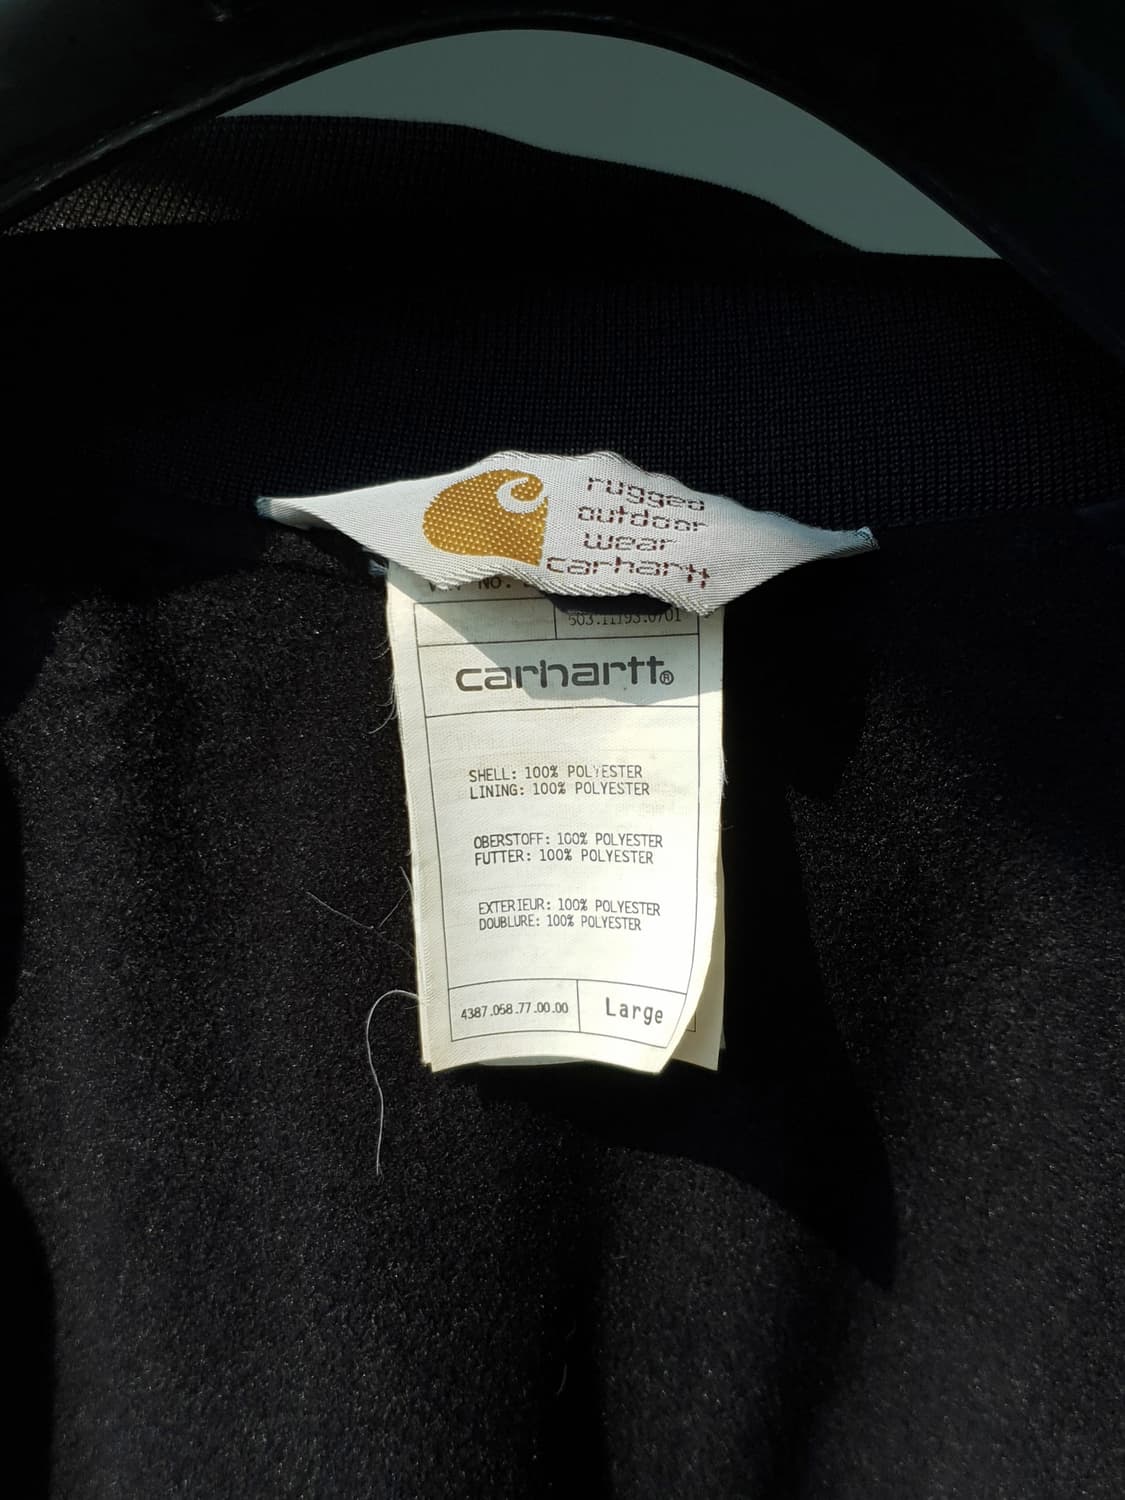 rugged
outdoor
wear
carhartt
No.
503.11193.0701
carhartt®
SHELL: 100% POLYESTER
LINING: 100% POLYESTER
OBERSTOFF: 100% POLYESTER
FUTTER: 100% POLYESTER
EXTERIEUR: 100% POLYESTER
DOUBLURE: 100% POLYESTER
4387.058.77.00.00
Large